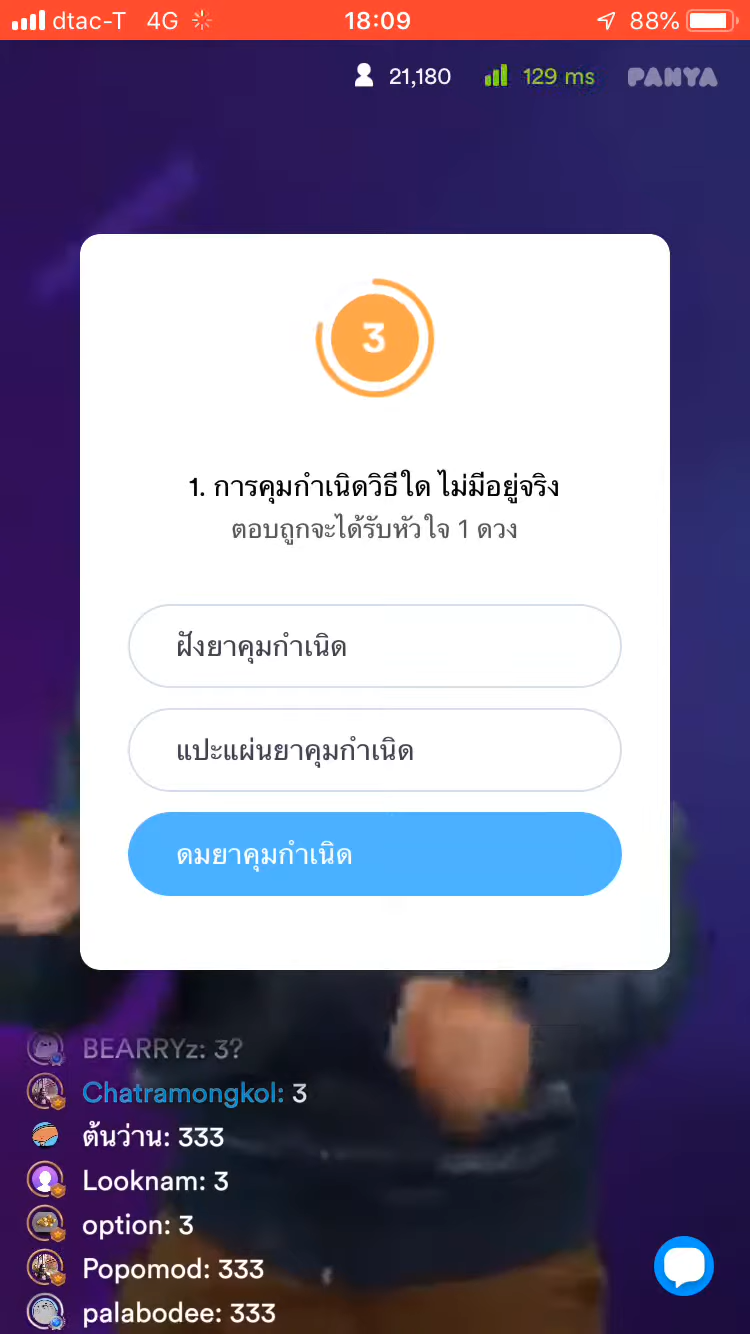 dtac-T 4G 18:09 88%
21,180 129 ms PANYA
3
1. การคุมกำเนิดวิธีใด ไม่มีอยู่จริง
ตอบถูกจะได้รับหัวใจ 1 ดวง
ฝังยาคุมกำเนิด
แปะแผ่นยาคุมกำเนิด
ดมยาคุมกำเนิด
BEARRYz: 3?
Chatramongkol: 3
ต้นว่าน: 333
Looknam: 3
option: 3
Popomod: 333
palabodee: 333